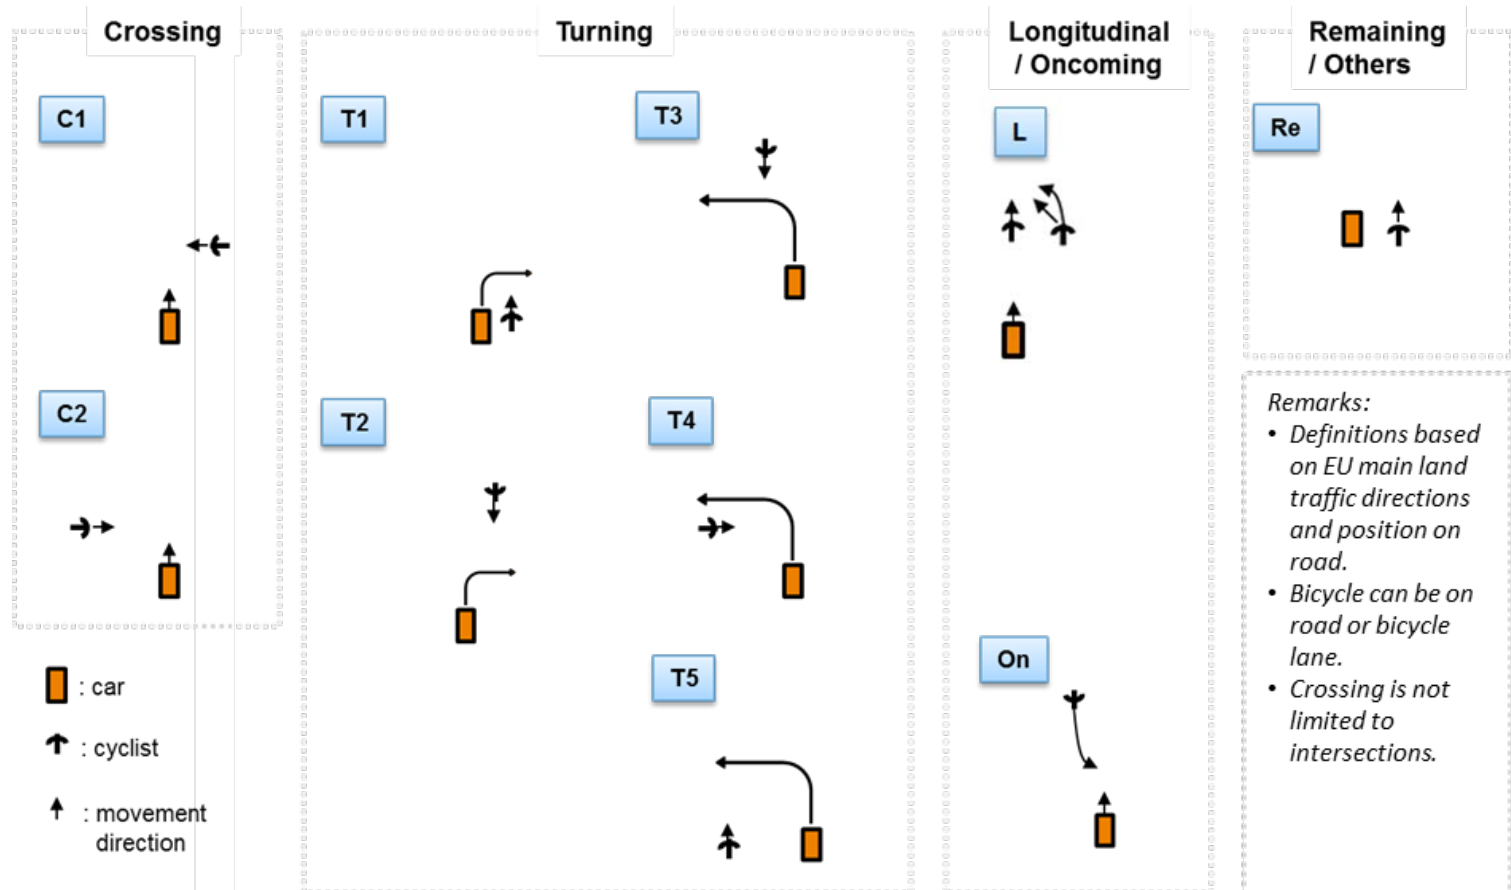 Crossing
Turning
Longitudinal
/ Oncoming
Remaining
/ Others
C1
T1
T3
L
Re
C2
T2
T4
On
T5
: car
: cyclist
: movement
direction
Remarks:
• Definitions based
on EU main land
traffic directions
and position on
road.
• Bicycle can be on
road or bicycle
lane.
• Crossing is not
limited to
intersections.